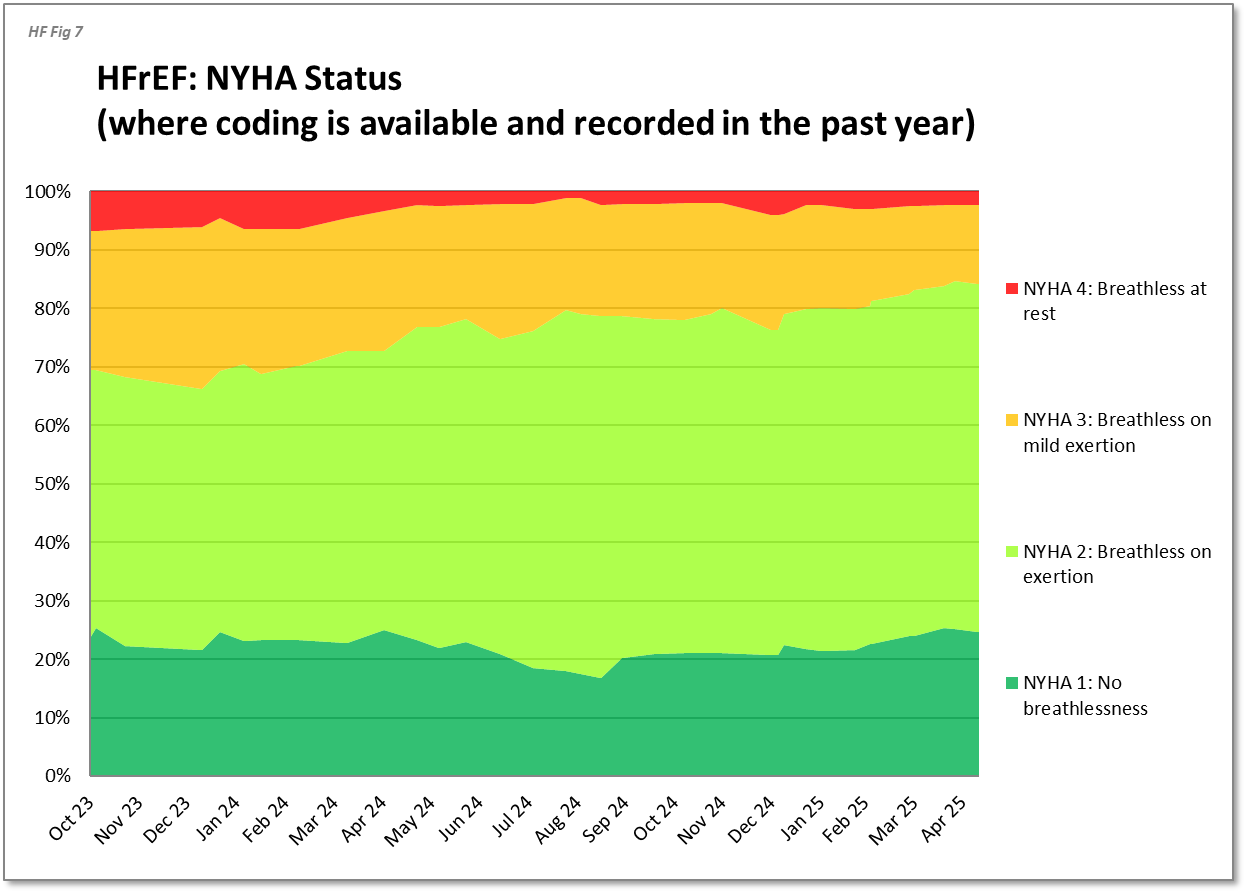 HF Fig 7
HFrEF: NYHA Status
(where coding is available and recorded in the past year)
100%
90%
80%
70%
60%
50%
40%
30%
20%
10%
0%
Oct 23
Nov 23
Dec 23
Jan 24
Feb 24
Mar 24
Apr 24
May 24
Jun 24
Jul 24
Aug 24
Sep 24
Oct 24
Nov 24
Dec 24
Jan 25
Feb 25
Mar 25
Apr 25
NYHA 4: Breathless at
rest
NYHA 3: Breathless on
mild exertion
NYHA 2: Breathless on
exertion
NYHA 1: No
breathlessness